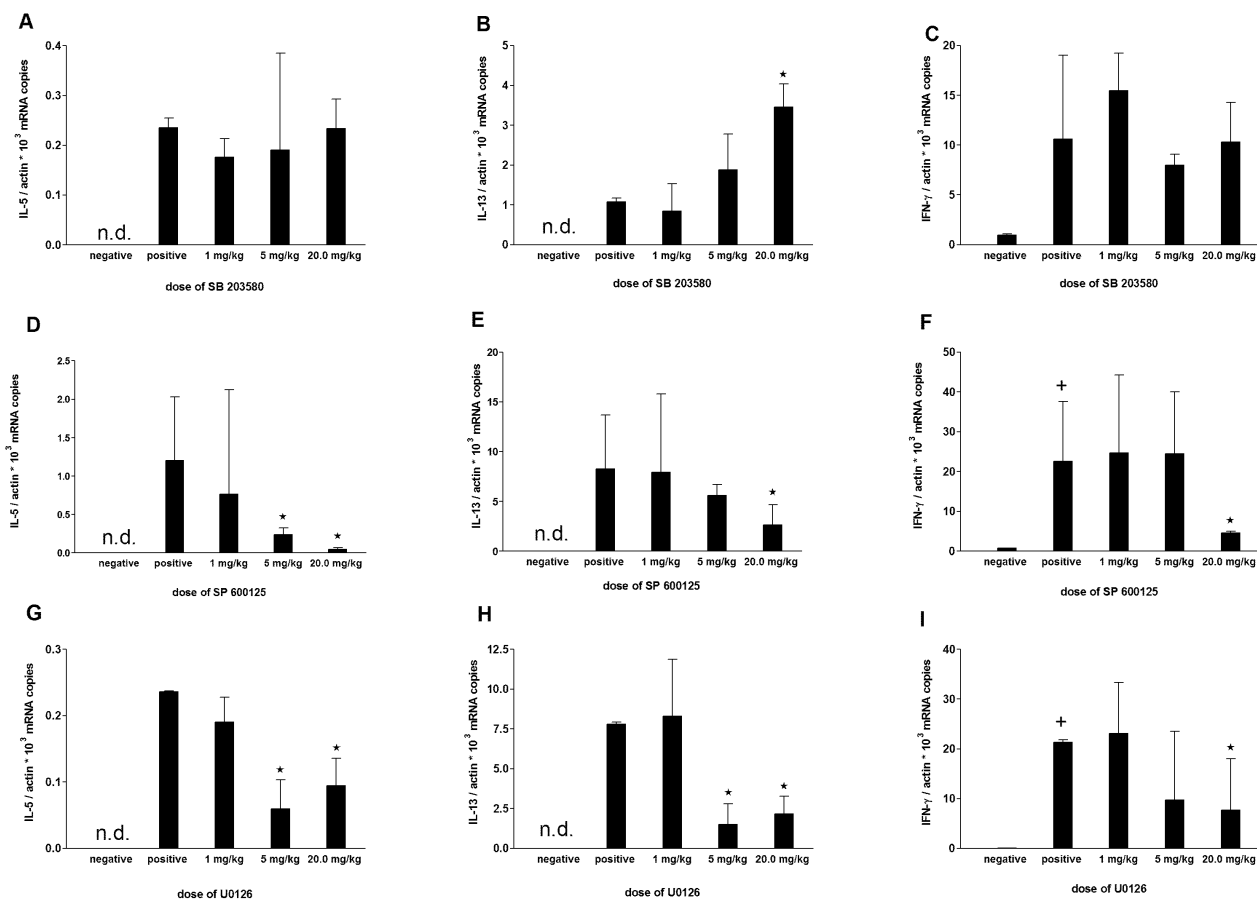 A
IL-5 / actin * 10³ mRNA copies
0.4
0.3
0.2
0.1
0.0
n.d.
negative positive 1 mg/kg 5 mg/kg 20.0 mg/kg
dose of SB 203580
B
IL-13 / actin * 10³ mRNA copies
5
4
3
2
1
0
★
n.d.
negative positive 1 mg/kg 5 mg/kg 20.0 mg/kg
dose of SB 203580
C
IFN-γ / actin * 10³ mRNA copies
20
15
10
5
0
negative positive 1 mg/kg 5 mg/kg 20.0 mg/kg
dose of SB 203580
D
IL-5 / actin * 10³ mRNA copies
2.5
2.0
1.5
1.0
0.5
0.0
n.d.
★ ★
negative positive 1 mg/kg 5 mg/kg 20.0 mg/kg
dose of SP 600125
E
IL-13 / actin * 10³ mRNA copies
20
15
10
5
0
n.d.
★
negative positive 1 mg/kg 5 mg/kg 20.0 mg/kg
dose of SP 600125
F
IFN-γ / actin * 10³ mRNA copies
50
40
30
20
10
0
+
★
negative positive 1 mg/kg 5 mg/kg 20.0 mg/kg
dose of SP 600125
G
IL-5 / actin * 10³ mRNA copies
0.3
0.2
0.1
0.0
n.d.
★ ★
negative positive 1 mg/kg 5 mg/kg 20.0 mg/kg
dose of U0126
H
IL-13 / actin * 10³ mRNA copies
12.5
10.0
7.5
5.0
2.5
0.0
n.d.
★ ★
negative positive 1 mg/kg 5 mg/kg 20.0 mg/kg
dose of U0126
I
IFN-γ / actin * 10³ mRNA copies
40
30
20
10
0
+
★
negative positive 1 mg/kg 5 mg/kg 20.0 mg/kg
dose of U0126